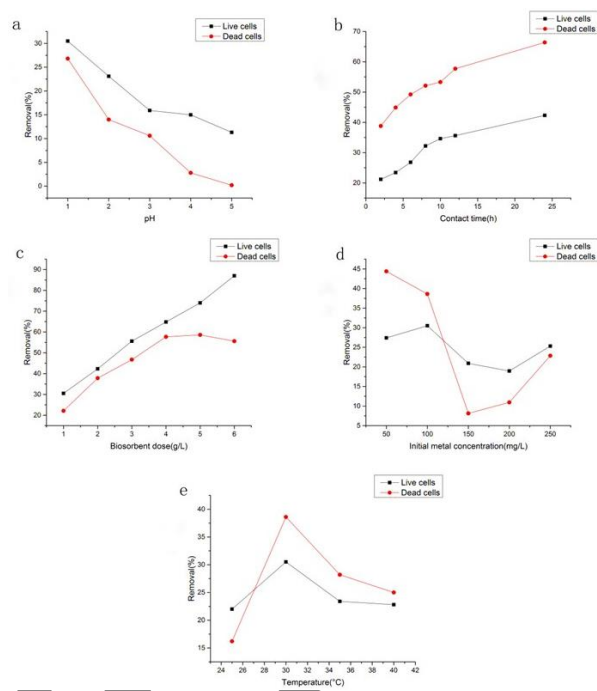 a
Live cells
Dead cells
30
25
20
15
10
5
0
Removal(%)
1 2 3 4 5
pH
b
Live cells
Dead cells
70
60
50
40
30
20
Removal(%)
0 5 10 15 20 25
Contact time(h)
c
Live cells
Dead cells
90
80
70
60
50
40
30
20
Removal(%)
1 2 3 4 5 6
Biosorbent dose(g/L)
d
Live cells
Dead cells
45
40
35
30
25
20
15
10
5
Removal(%)
50 100 150 200 250
Initial metal concentration(mg/L)
e
Live cells
Dead cells
40
35
30
25
20
15
Removal(%)
24 26 28 30 32 34 36 38 40 42
Temperature(°C)